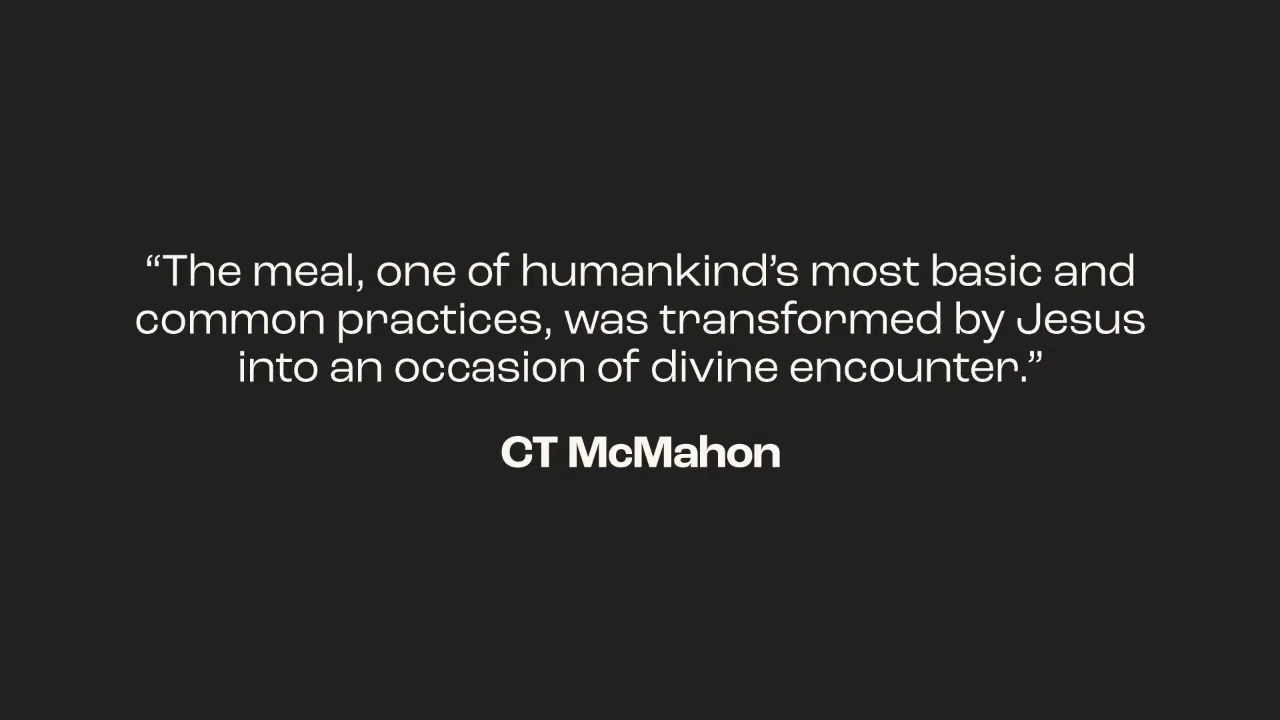 “The meal, one of humankind’s most basic and
common practices, was transformed by Jesus
into an occasion of divine encounter.”
CT McMahon